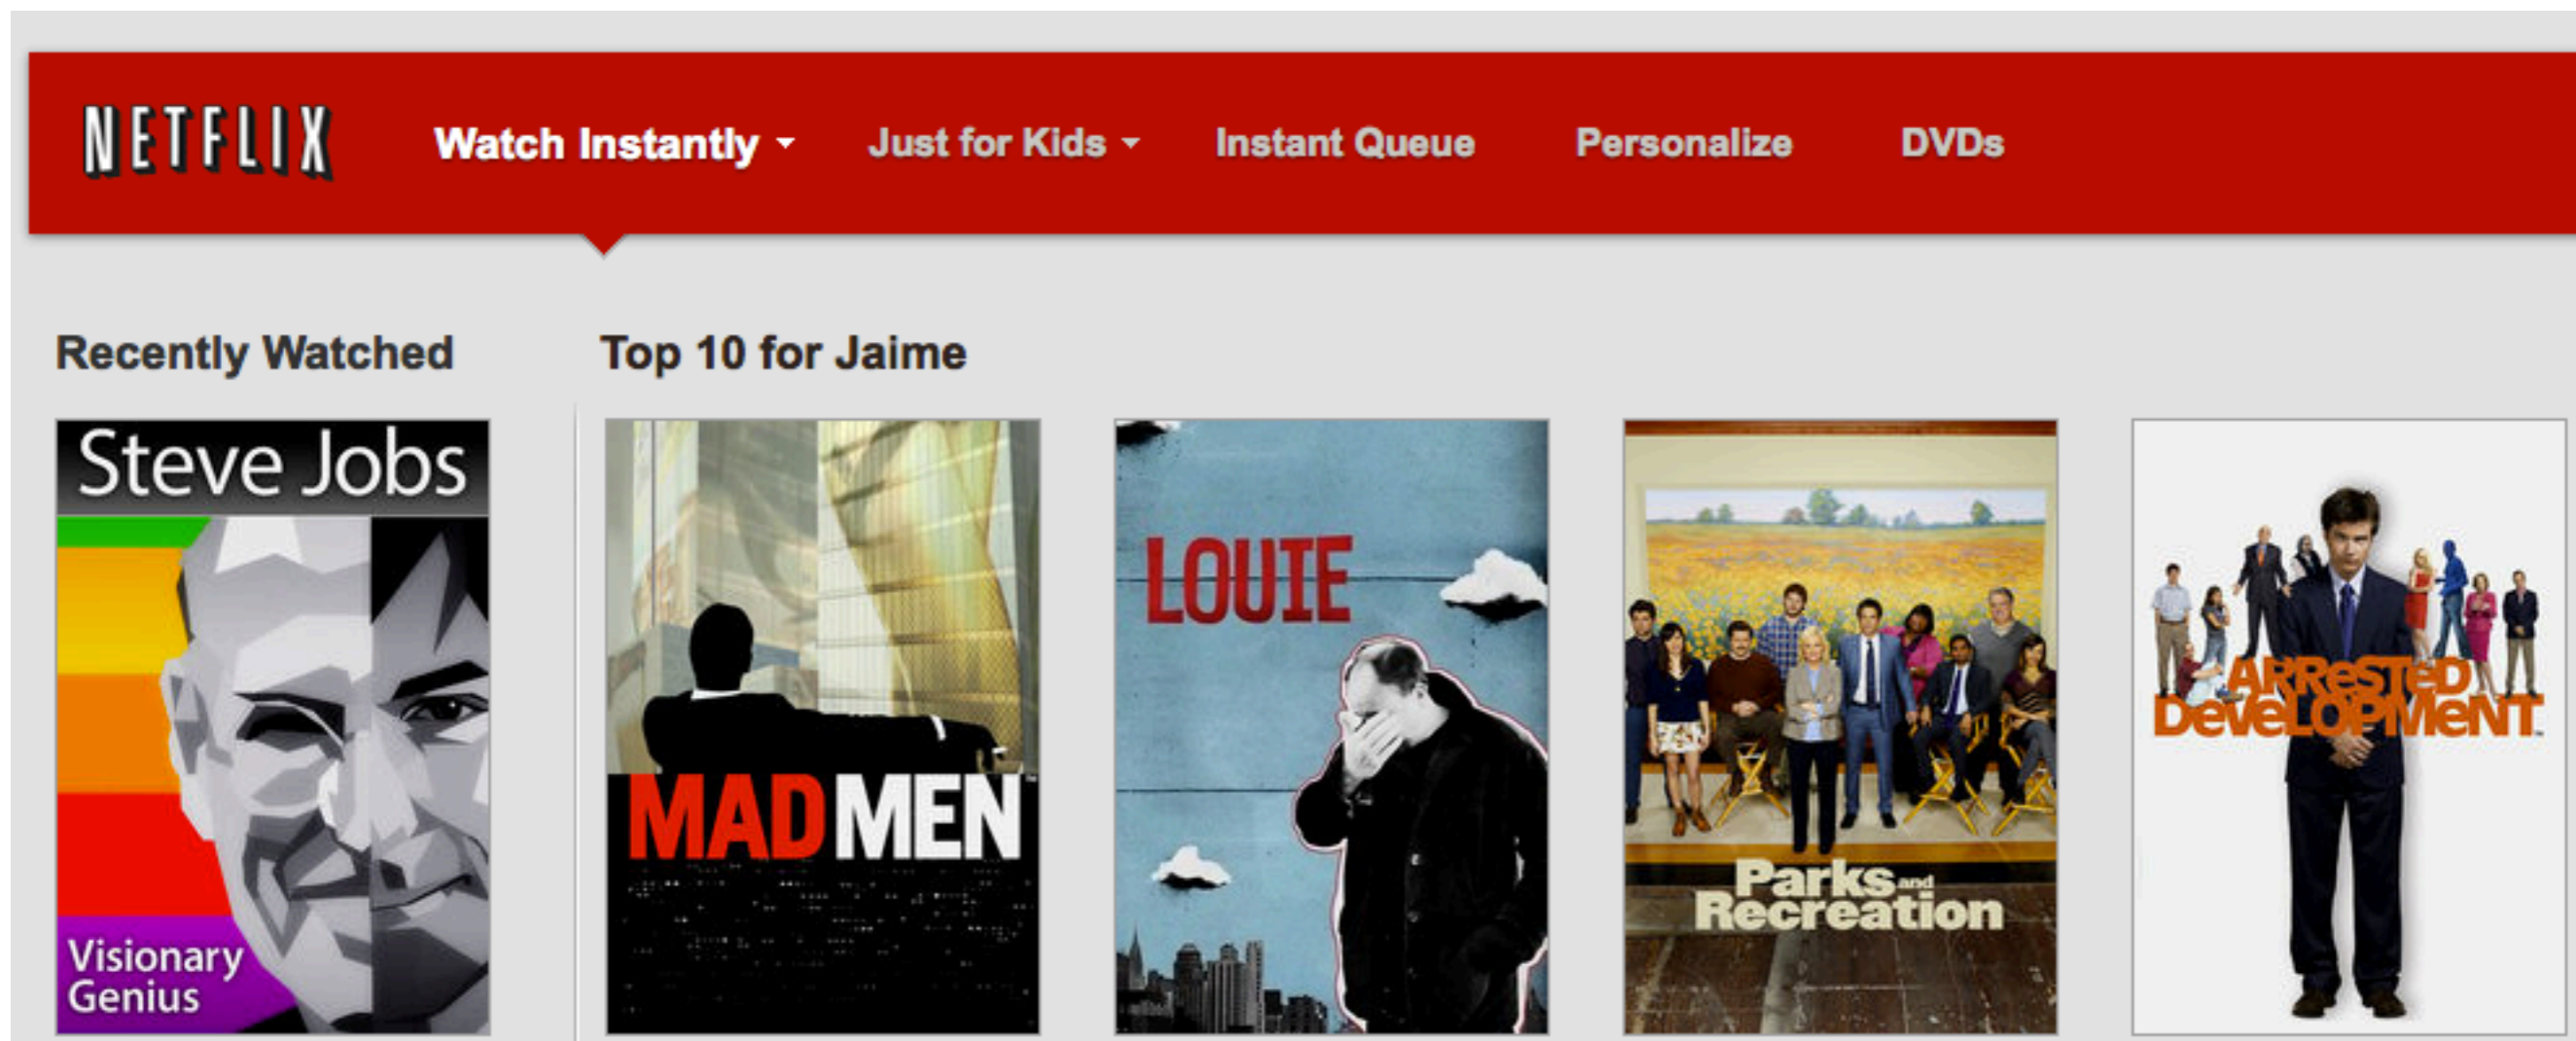 NETFLIX
Watch Instantly
Just for Kids
Instant Queue
Personalize
DVDs
Recently Watched
Top 10 for Jaime
Steve Jobs
Visionary
Genius
MAD MEN
LOUIE
Parks and
Recreation
ARReSTeD
DeVeLOPMeNT